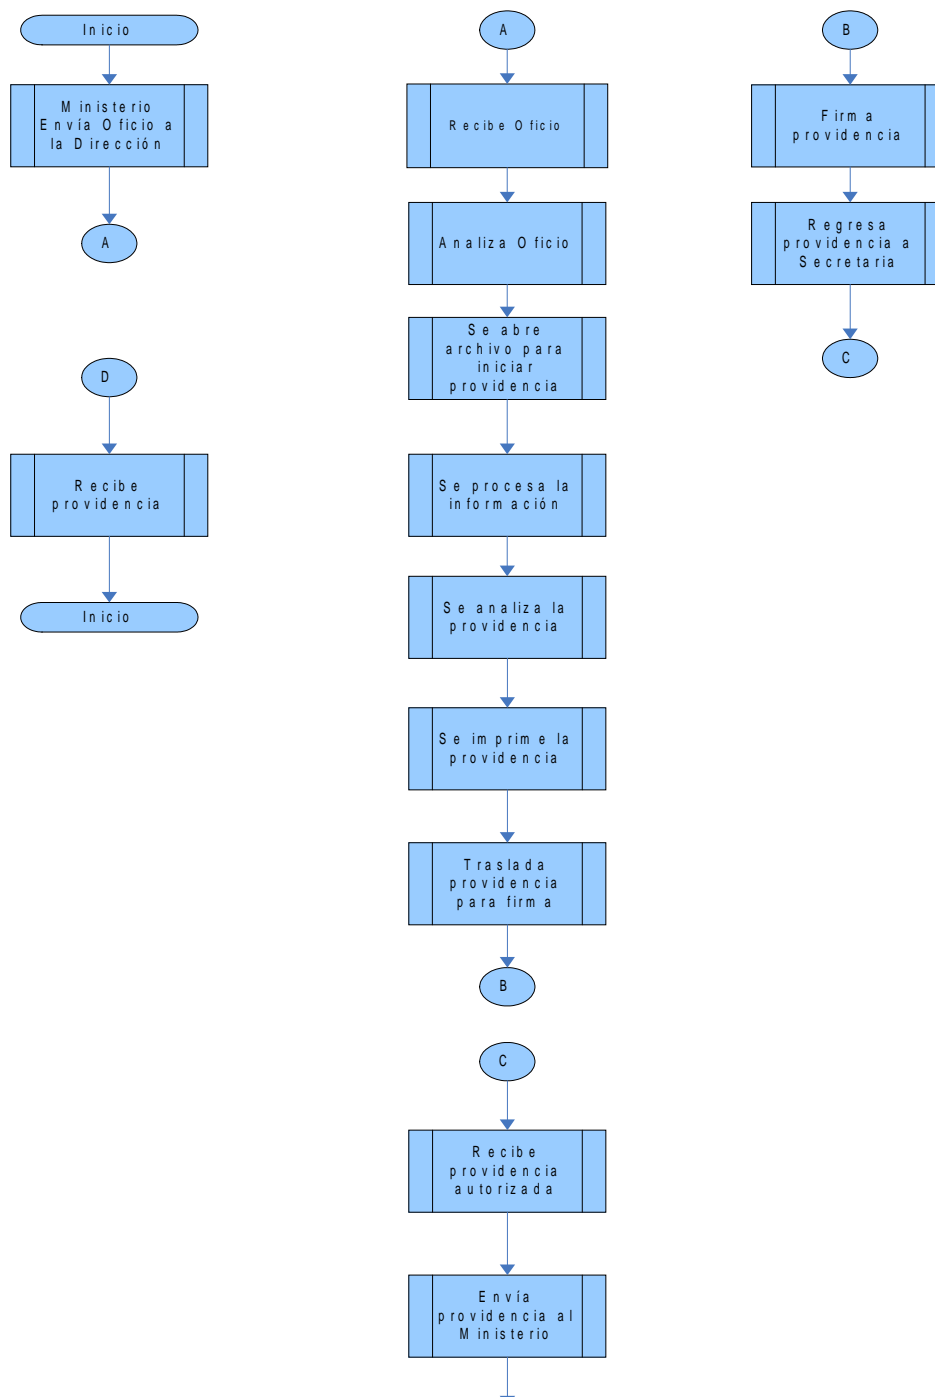 Inicio
Ministerio
Envía Oficio a
la Dirección
A
D
Recibe
providencia
Inicio
A
Recibe Oficio
Analiza Oficio
Se abre
archivo para
iniciar
providencia
Se procesa la
información
Se analiza la
providencia
Se imprime la
providencia
Traslada
providencia
para firma
B
C
Recibe
providencia
autorizada
Envía
providencia al
Ministerio
B
Firma
providencia
Regresa
providencia a
Secretaria
C